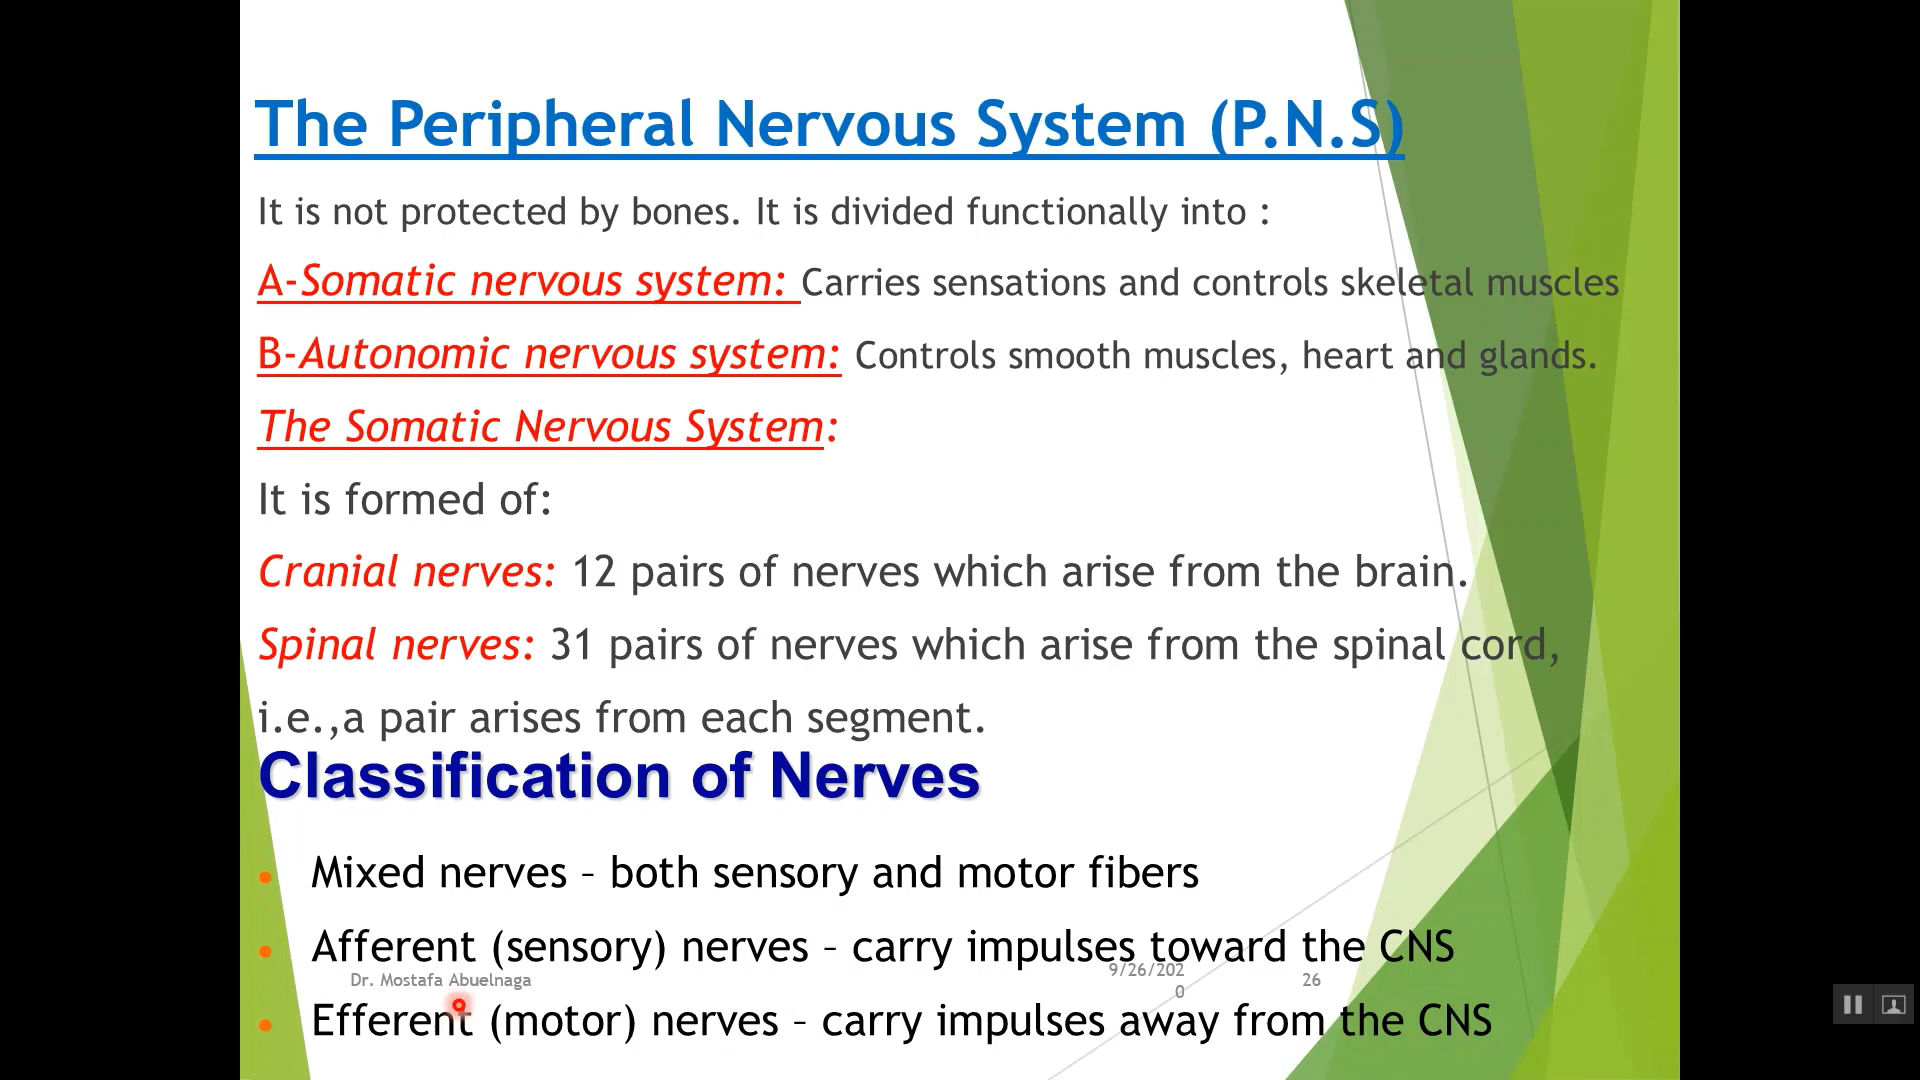 The Peripheral Nervous System (P.N.S)
It is not protected by bones. It is divided functionally into :
A-Somatic nervous system: Carries sensations and controls skeletal muscles
B-Autonomic nervous system: Controls smooth muscles, heart and glands.
The Somatic Nervous System:
It is formed of:
Cranial nerves: 12 pairs of nerves which arise from the brain.
Spinal nerves: 31 pairs of nerves which arise from the spinal cord,
i.e.,a pair arises from each segment.
Classification of Nerves
• Mixed nerves – both sensory and motor fibers
• Afferent (sensory) nerves – carry impulses toward the CNS
Dr. Mostafa Abuelnaga
9/26/202
0
26
• Efferent (motor) nerves – carry impulses away from the CNS